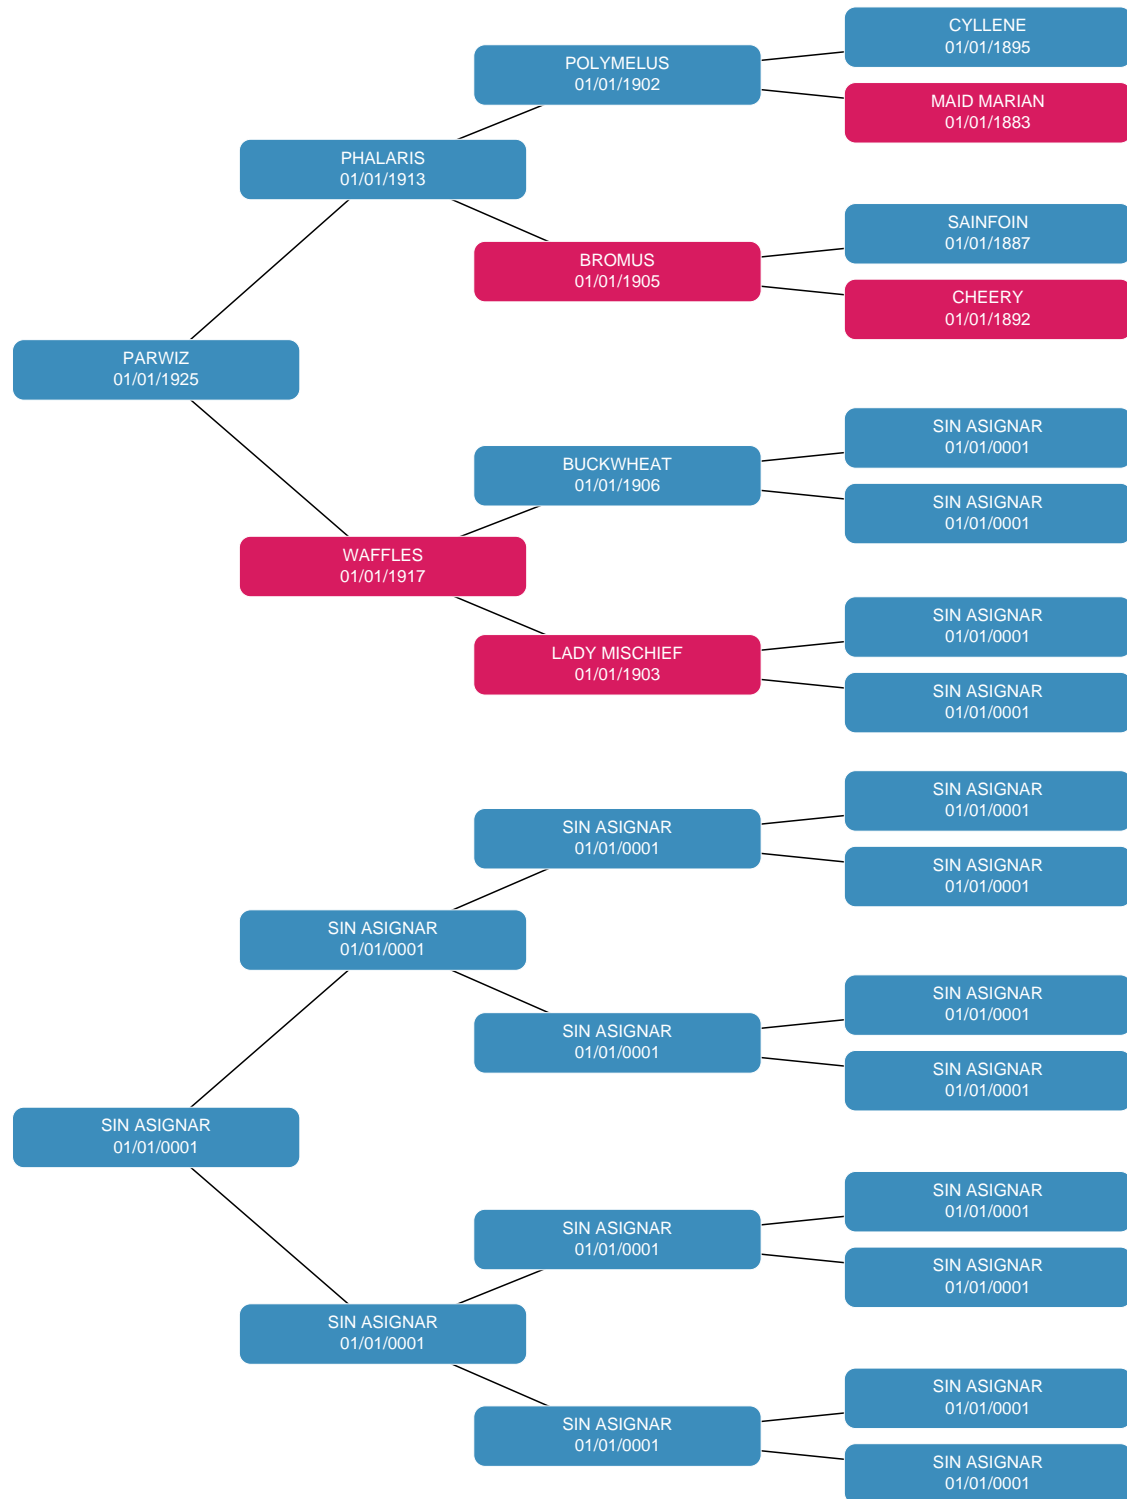 CYLLENE
01/01/1895
POLYMELUS
01/01/1902
MAID MARIAN
01/01/1883
PHALARIS
01/01/1913
SAINFOIN
01/01/1887
BROMUS
01/01/1905
CHEERY
01/01/1892
PARWIZ
01/01/1925
SIN ASIGNAR
01/01/0001
BUCKWHEAT
01/01/1906
SIN ASIGNAR
01/01/0001
WAFFLES
01/01/1917
SIN ASIGNAR
01/01/0001
LADY MISCHIEF
01/01/1903
SIN ASIGNAR
01/01/0001
SIN ASIGNAR
01/01/0001
SIN ASIGNAR
01/01/0001
SIN ASIGNAR
01/01/0001
SIN ASIGNAR
01/01/0001
SIN ASIGNAR
01/01/0001
SIN ASIGNAR
01/01/0001
SIN ASIGNAR
01/01/0001
SIN ASIGNAR
01/01/0001
SIN ASIGNAR
01/01/0001
SIN ASIGNAR
01/01/0001
SIN ASIGNAR
01/01/0001
SIN ASIGNAR
01/01/0001
SIN ASIGNAR
01/01/0001
SIN ASIGNAR
01/01/0001
SIN ASIGNAR
01/01/0001